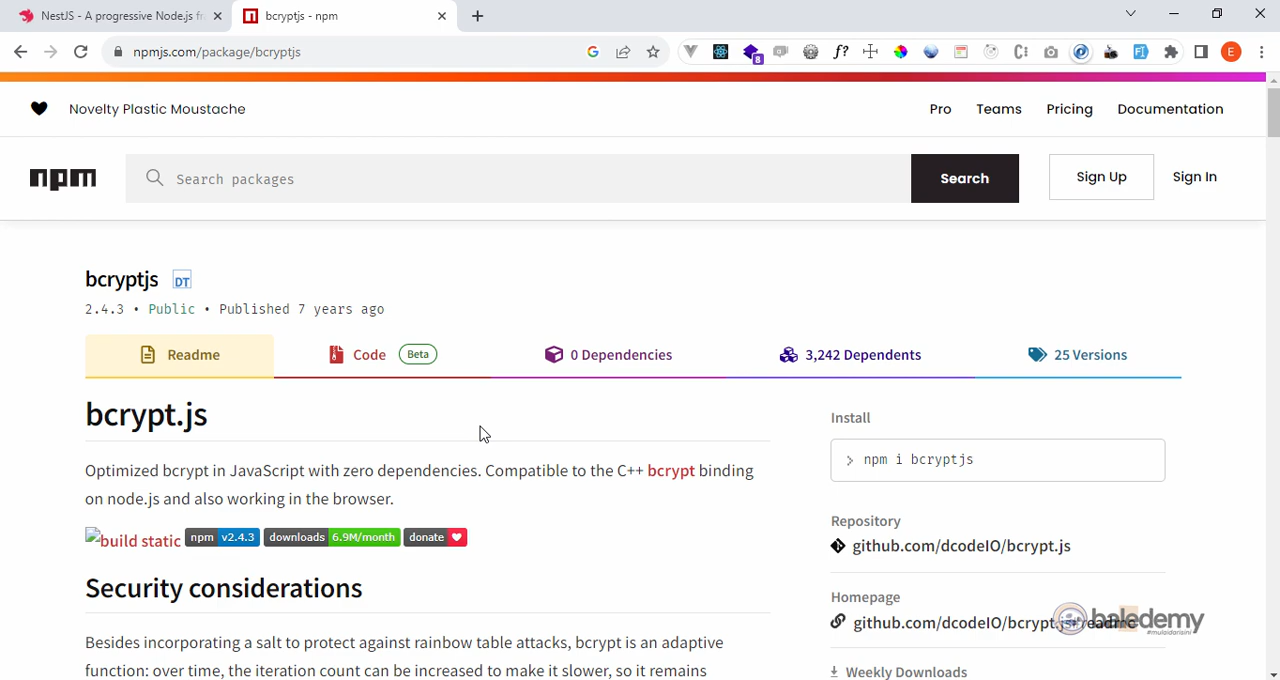 NestJS - A progressive Node.js fr
bcryptjs - npm
npmjs.com/package/bcryptjs
f?
8
E
Novelty Plastic Moustache
Pro
Teams
Pricing
Documentation
npm
Search packages
Search
Sign Up
Sign In
bcryptjs DT
2.4.3 • Public • Published 7 years ago
Readme
Code Beta
0 Dependencies
3,242 Dependents
25 Versions
bcrypt.js
Optimized bcrypt in JavaScript with zero dependencies. Compatible to the C++ bcrypt binding
on node.js and also working in the browser.
build static npm v2.4.3 downloads 6.9M/month donate
Security considerations
Besides incorporating a salt to protect against rainbow table attacks, bcrypt is an adaptive
function: over time, the iteration count can be increased to make it slower, so it remains
Install
> npm i bcryptjs
Repository
github.com/dcodeIO/bcrypt.js
Homepage
github.com/dcodeIO/bcrypt.js#readme
baledemy
#mulaidarisini
Weekly Downloads